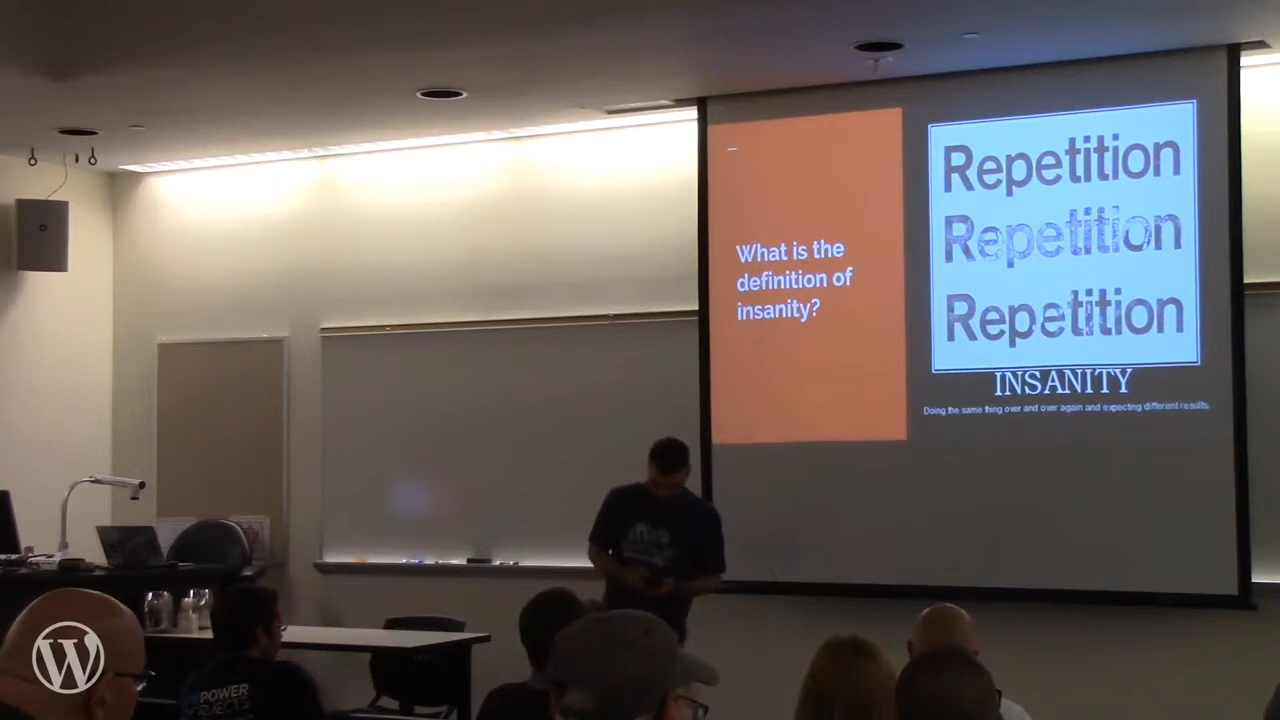 What is the
definition of
insanity?
Repetition
Repetition
Repetition
INSANITY
Doing the same thing over and over again and expecting different results.
POWER
W